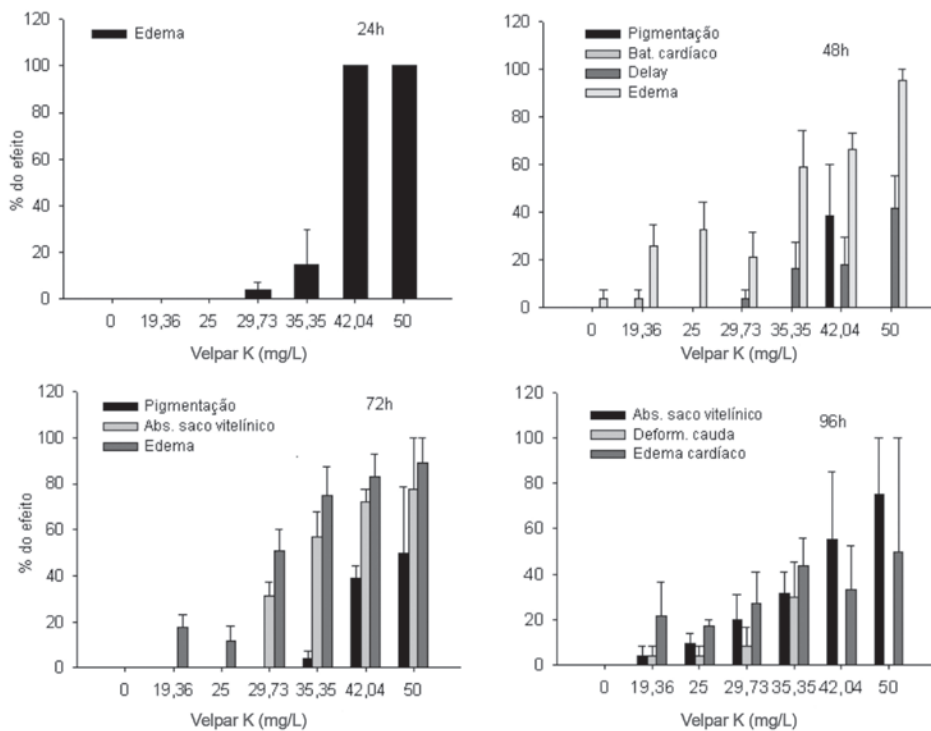 120
100
80
60
40
20
0
% do efeito
Edema
24h
0 19,36 25 29,73 35,35 42,04 50
Velpar K (mg/L)
120
100
80
60
40
20
0
Pigmentação
Bat. cardíaco
Delay
Edema
48h
0 19,36 25 29,73 35,35 42,04 50
Velpar K (mg/L)
120
100
80
60
40
20
0
% do efeito
Pigmentação
Abs. saco vitelínico
Edema
72h
0 19,36 25 29,73 35,35 42,04 50
Velpar K (mg/L)
120
100
80
60
40
20
0
Abs. saco vitelínico
Deform. cauda
Edema cardíaco
96h
0 19,36 25 29,73 35,35 42,04 50
Velpar K (mg/L)